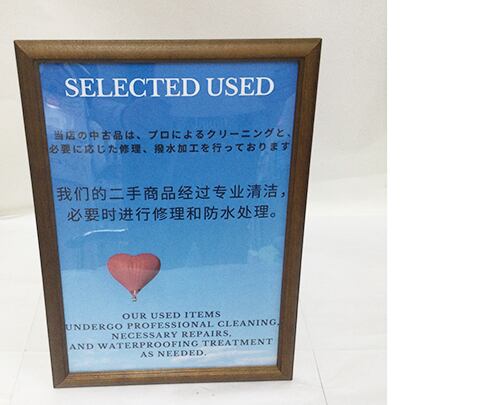 SELECTED USED
当店の中古品は、プロによるクリーニングと、
必要に応じた修理、撥水加工を行っております
我们的二手商品经过专业清洁，
必要时进行修理和防水处理。
OUR USED ITEMS
UNDERGO PROFESSIONAL CLEANING,
NECESSARY REPAIRS,
AND WATERPROOFING TREATMENT
AS NEEDED.